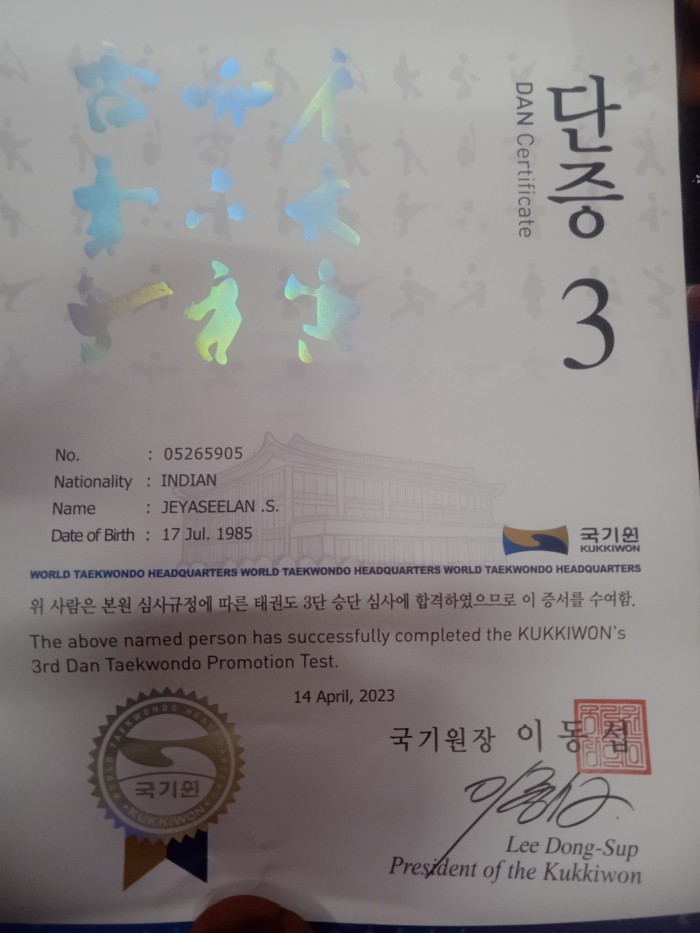 단증
DAN Certificate
3
No. : 05265905
Nationality : INDIAN
Name : JEYASEELAN .S.
Date of Birth : 17 Jul. 1985
국기원
KUKKIWON
WORLD TAEKWONDO HEADQUARTERS WORLD TAEKWONDO HEADQUARTERS WORLD TAEKWONDO HEADQUARTERS
위 사람은 본원 심사규정에 따른 태권도 3단 승단 심사에 합격하였으므로 이 증서를 수여함.
The above named person has successfully completed the KUKKIWON's
3rd Dan Taekwondo Promotion Test.
14 April, 2023
WORLD TAEKWONDO HEADQUARTERS
국기원
KUKKIWON
국기원장 이동섭
Lee Dong-Sup
President of the Kukkiwon